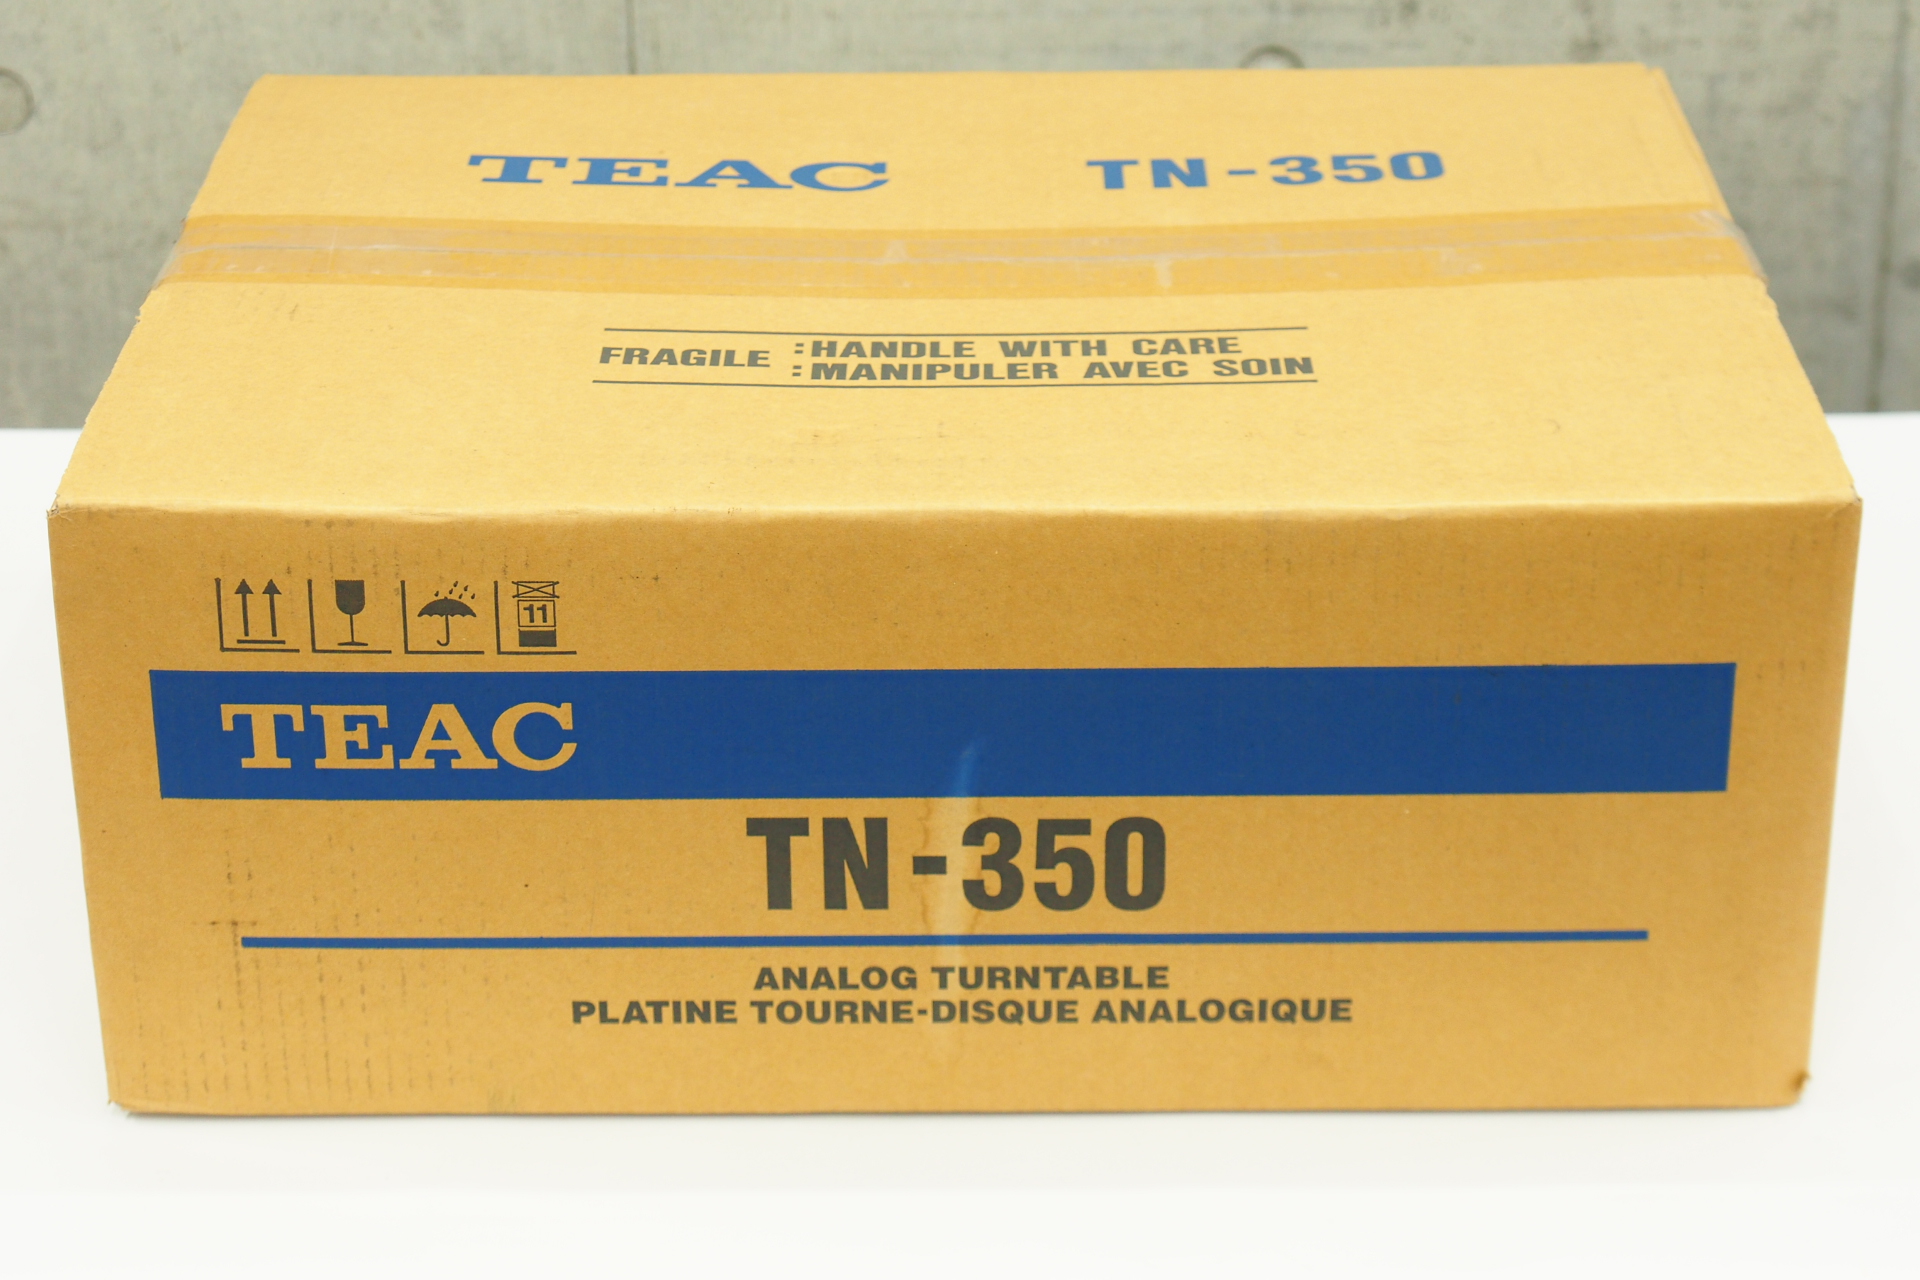 TEAC TN-350
FRAGILE :HANDLE WITH CARE
:MANIPULER AVEC SOIN
11
TEAC
TN-350
ANALOG TURNTABLE
PLATINE TOURNE-DISQUE ANALOGIQUE